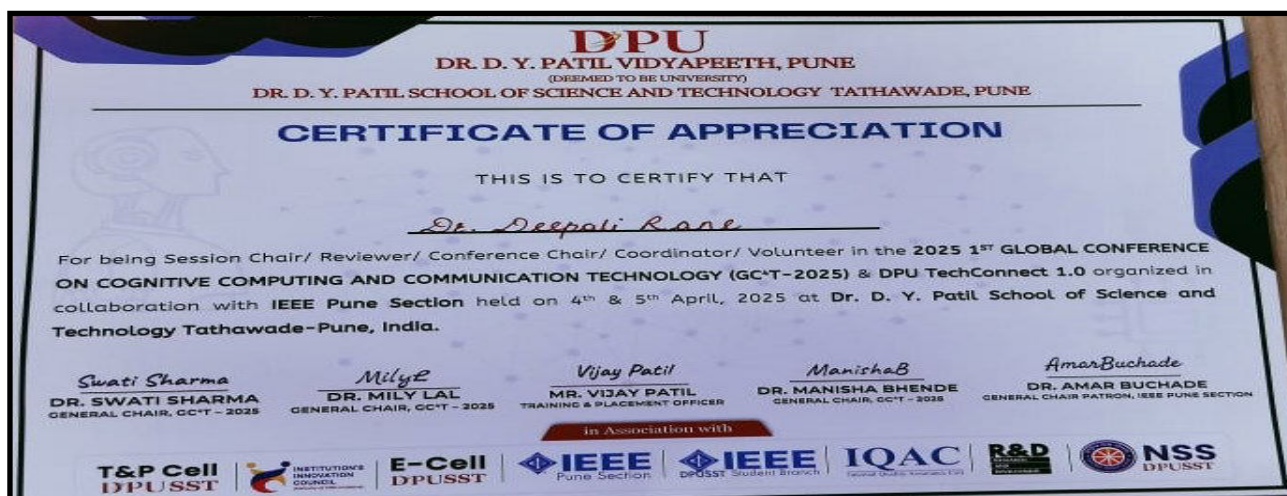 DPU
DR. D. Y. PATIL VIDYAPEETH, PUNE
(DEEMED TO BE UNIVERSITY)
DR. D. Y. PATIL SCHOOL OF SCIENCE AND TECHNOLOGY TATHAWADE, PUNE
CERTIFICATE OF APPRECIATION
THIS IS TO CERTIFY THAT
Dr. Deepali Rane
For being Session Chair/ Reviewer/ Conference Chair/ Coordinator/ Volunteer in the 2025 1ST GLOBAL CONFERENCE
ON COGNITIVE COMPUTING AND COMMUNICATION TECHNOLOGY (GC⁴T-2025) & DPU TechConnect 1.0 organized in
collaboration with IEEE Pune Section held on 4th & 5th April, 2025 at Dr. D. Y. Patil School of Science and
Technology Tathawade-Pune, India.
Swati Sharma MilyL Vijay Patil ManishaB AmarBuchade
DR. SWATI SHARMA DR. MILY LAL MR. VIJAY PATIL DR. MANISHA BHENDE DR. AMAR BUCHADE
GENERAL CHAIR, GC⁴T - 2025 GENERAL CHAIR, GC⁴T - 2025 TRAINING & PLACEMENT OFFICER GENERAL CHAIR, GC⁴T - 2025 GENERAL CHAIR PATRON, IEEE PUNE SECTION
in Association with
T&P Cell INSTITUTION'S E-Cell IEEE IEEE IQAC R&D NSS
DPUSST INNOVATION COUNCIL DPUSST Pune Section DPUSST Student Branch DPUSST